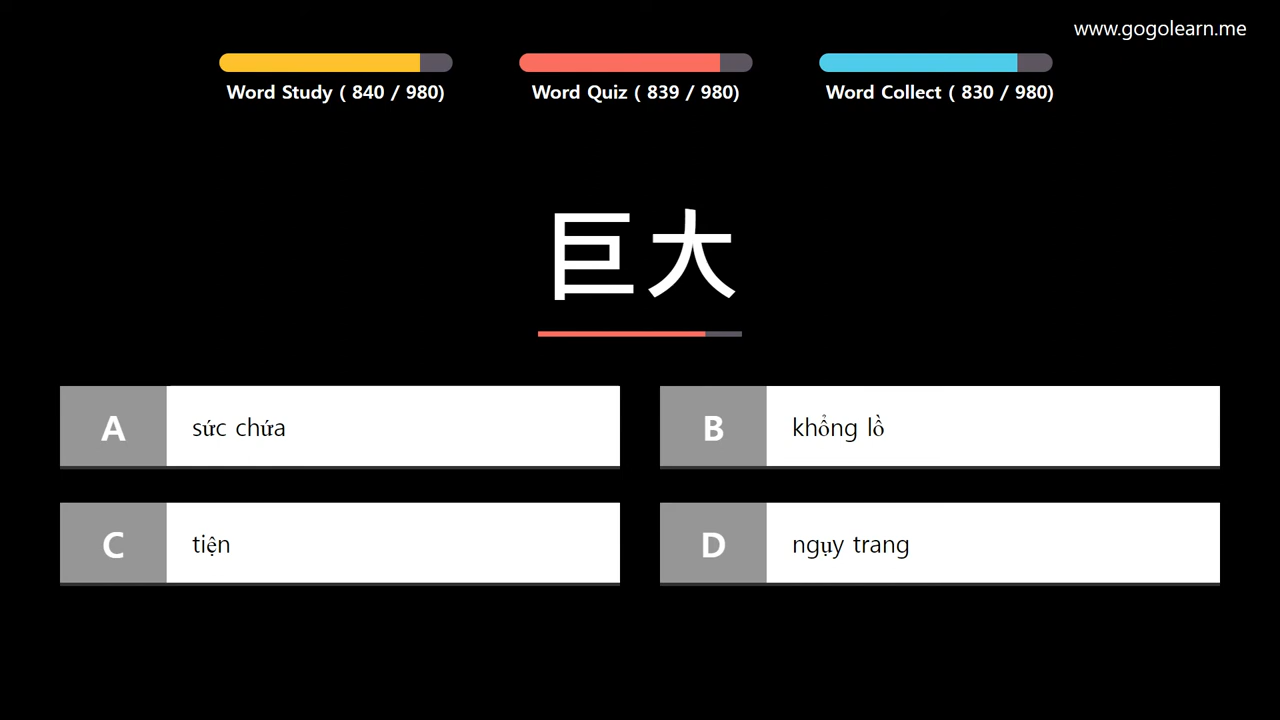 www.gogolearn.me
Word Study ( 840 / 980)
Word Quiz ( 839 / 980)
Word Collect ( 830 / 980)
巨大
A
sức chứa
B
khổng lồ
C
tiện
D
ngụy trang